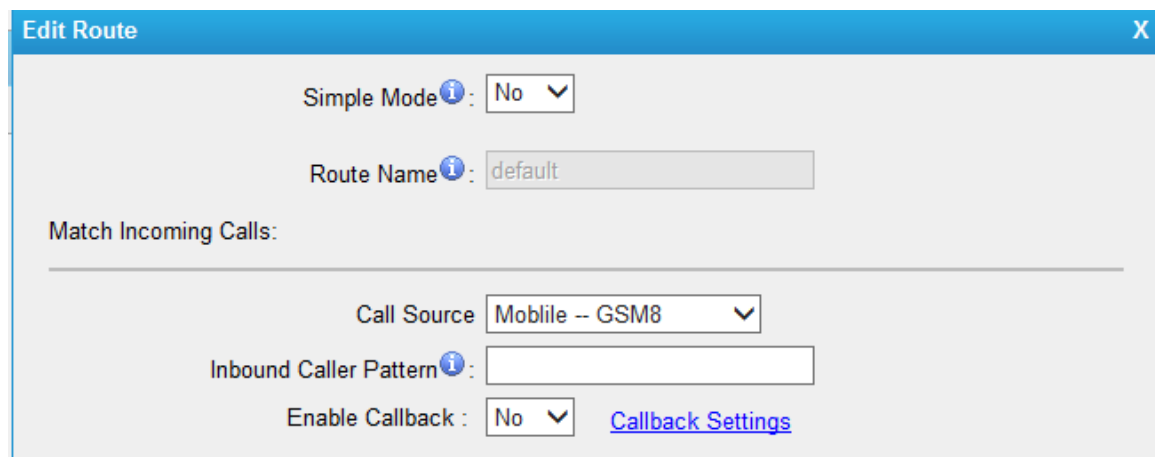 Edit Route X
Simple Mode : No
Route Name : default
Match Incoming Calls:
Call Source Moblile -- GSM8
Inbound Caller Pattern :
Enable Callback : No Callback Settings